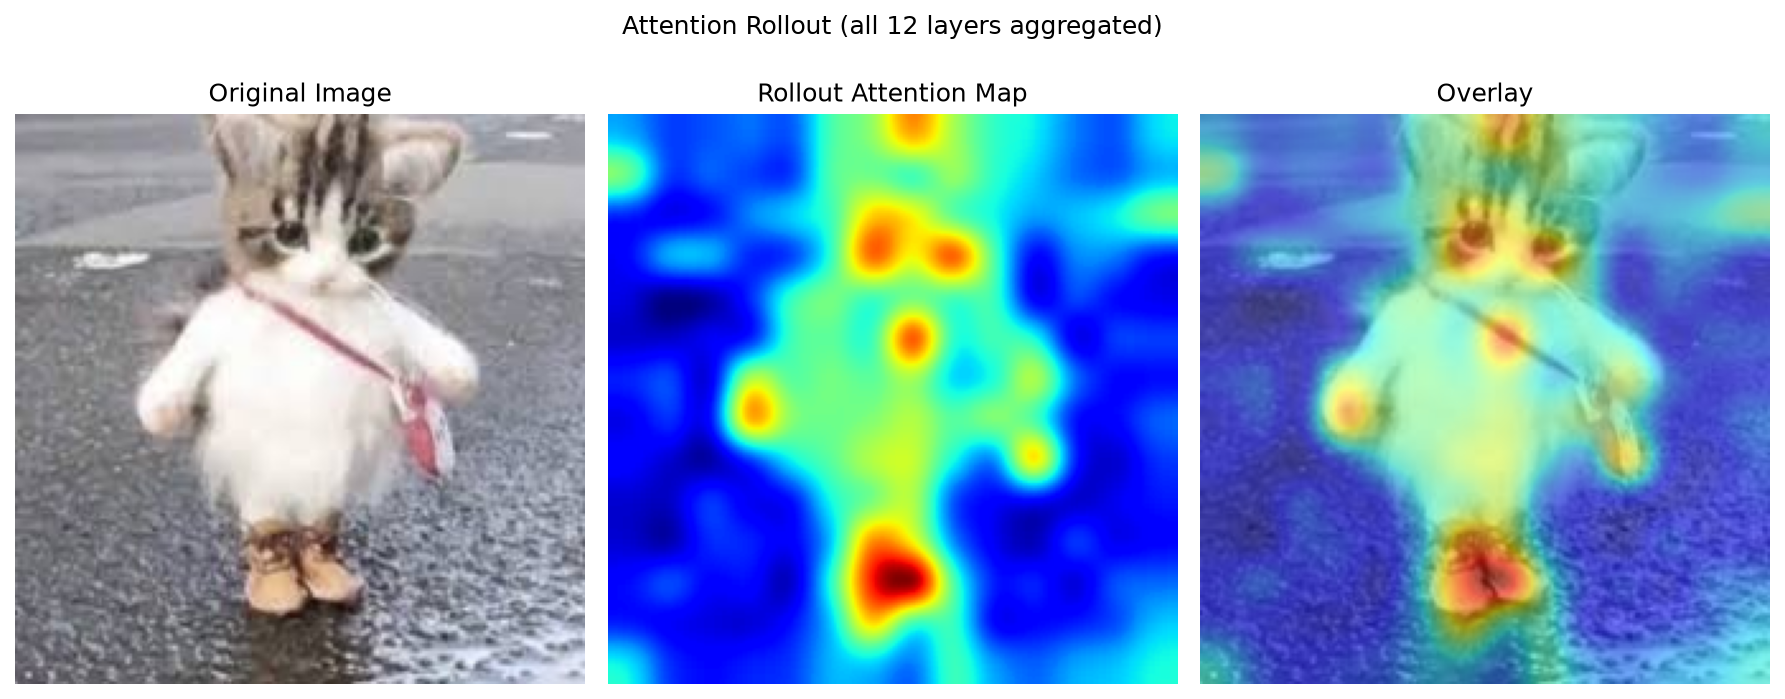 Attention Rollout (all 12 layers aggregated)
Original Image
Rollout Attention Map
Overlay